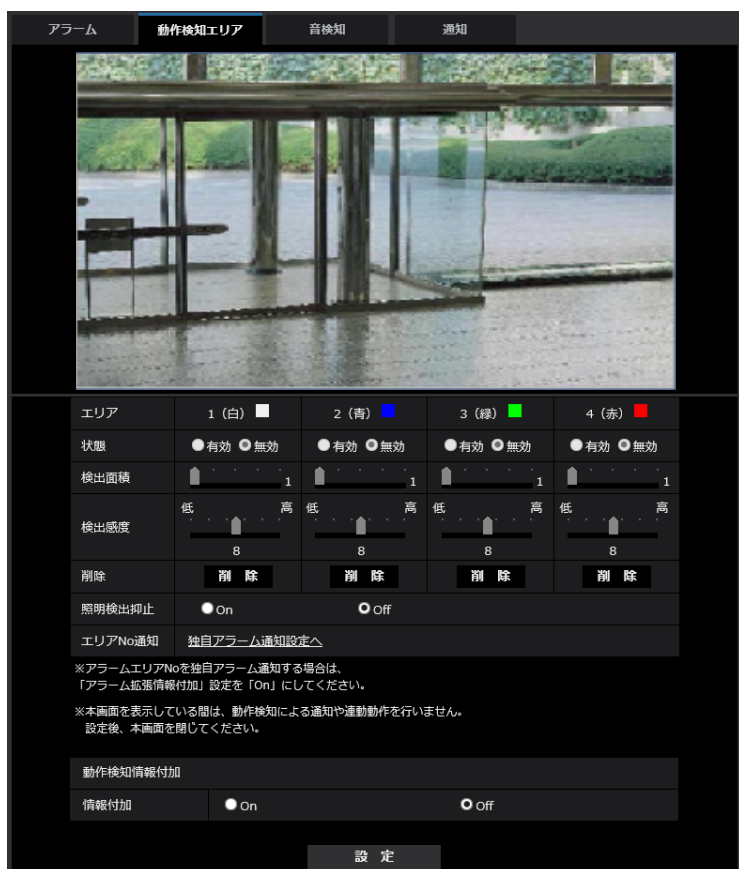 アラーム 動作検知エリア 音検知 通知
エリア 1（白） 2（青） 3（緑） 4（赤）
状態 有効 無効 有効 無効 有効 無効 有効 無効
検出面積 1 1 1 1
検出感度 低 高 低 高 低 高 低 高
8 8 8 8
削除 削 除 削 除 削 除 削 除
照明検出抑止 On Off
エリアNo通知 独自アラーム通知設定へ
※アラームエリアNoを独自アラーム通知する場合は、
「アラーム拡張情報付加」設定を「On」にしてください。
※本画面を表示している間は、動作検知による通知や連動動作を行いません。
設定後、本画面を閉じてください。
動作検知情報付加
情報付加 On Off
設 定